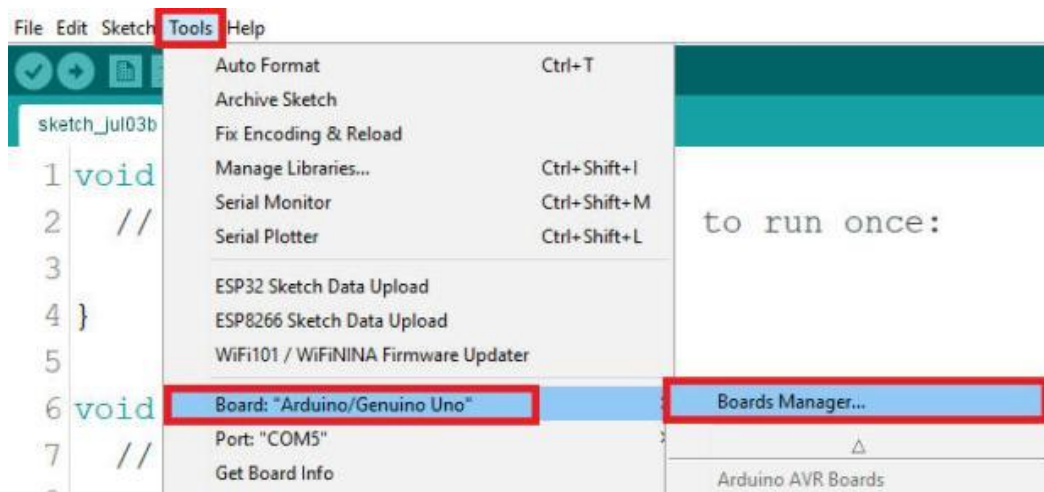 File Edit Sketch Tools Help
sketch_jul03b
Auto Format Ctrl+T
Archive Sketch
Fix Encoding & Reload
Manage Libraries... Ctrl+Shift+I
Serial Monitor Ctrl+Shift+M
Serial Plotter Ctrl+Shift+L
ESP32 Sketch Data Upload
ESP8266 Sketch Data Upload
WiFi101 / WiFiNINA Firmware Updater
Board: "Arduino/Genuino Uno"
Port: "COM5"
Get Board Info
Boards Manager...
Arduino AVR Boards
1 void
2 // to run once:
3
4 }
5
6 void
7 //